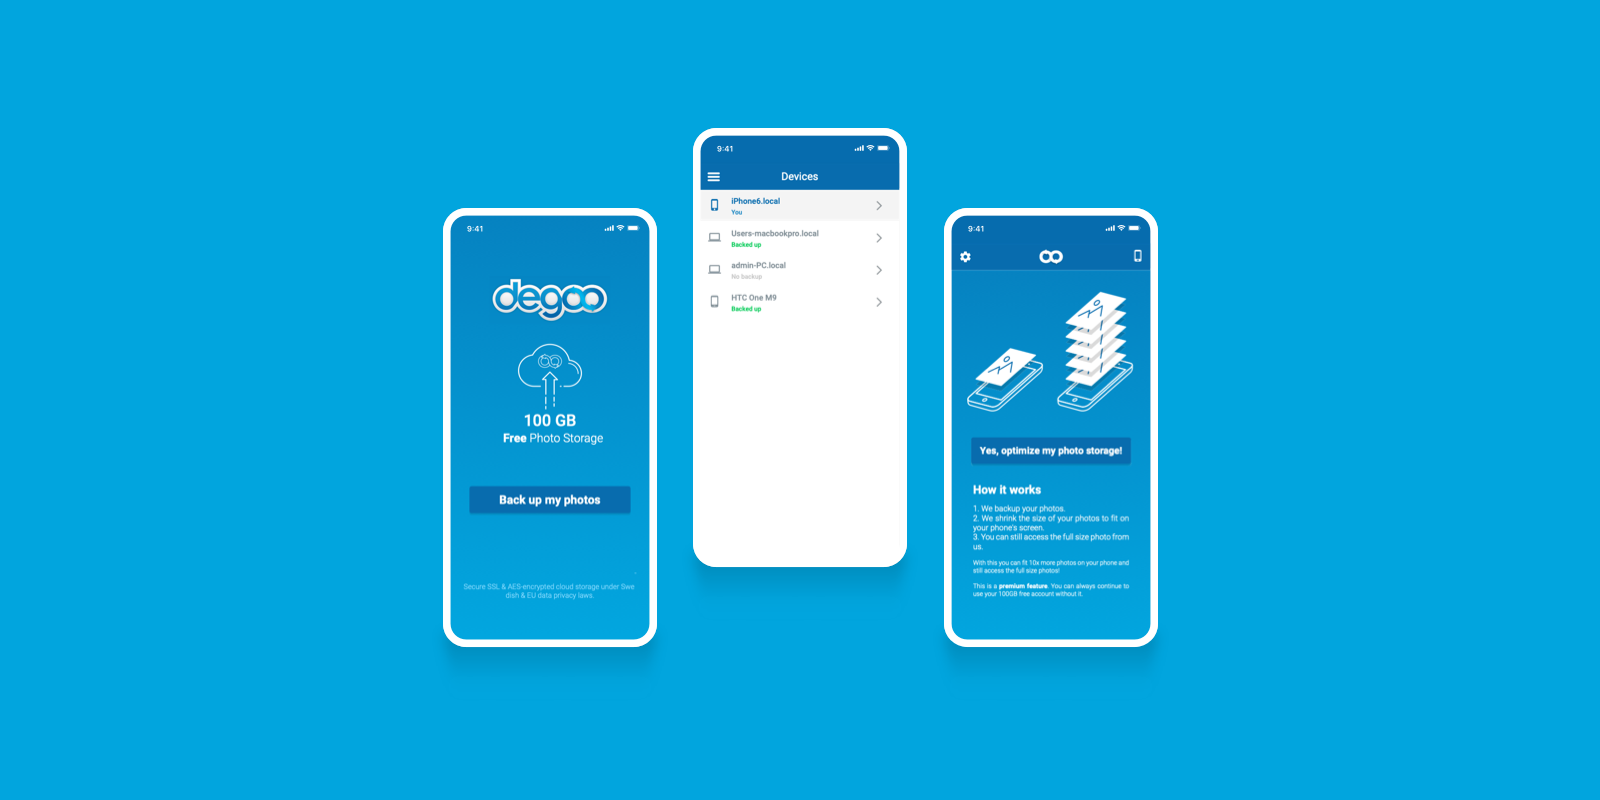 9:41
degoo
100 GB
Free Photo Storage
Back up my photos
Secure SSL & AES-encrypted cloud storage under Swe
dish & EU data privacy laws.
9:41
Devices
iPhone6.local
You
Users-macbookpro.local
Backed up
admin-PC.local
No backup
HTC One M9
Backed up
9:41
Yes, optimize my photo storage!
How it works
1. We backup your photos.
2. We shrink the size of your photos to fit on
your phone's screen.
3. You can still access the full size photo from
us.
With this you can fit 10x more photos on your phone and
still access the full size photos!
This is a premium feature. You can always continue to
use your 100GB free account without it.